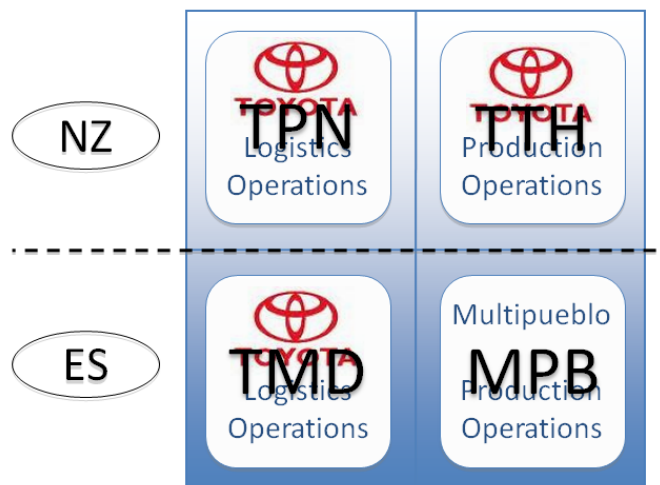 NZ
TOYOTA
TPN
Logistics
Operations
TOYOTA
TTH
Production
Operations
ES
TOYOTA
TMD
Logistics
Operations
Multipueblo
MPB
Production
Operations